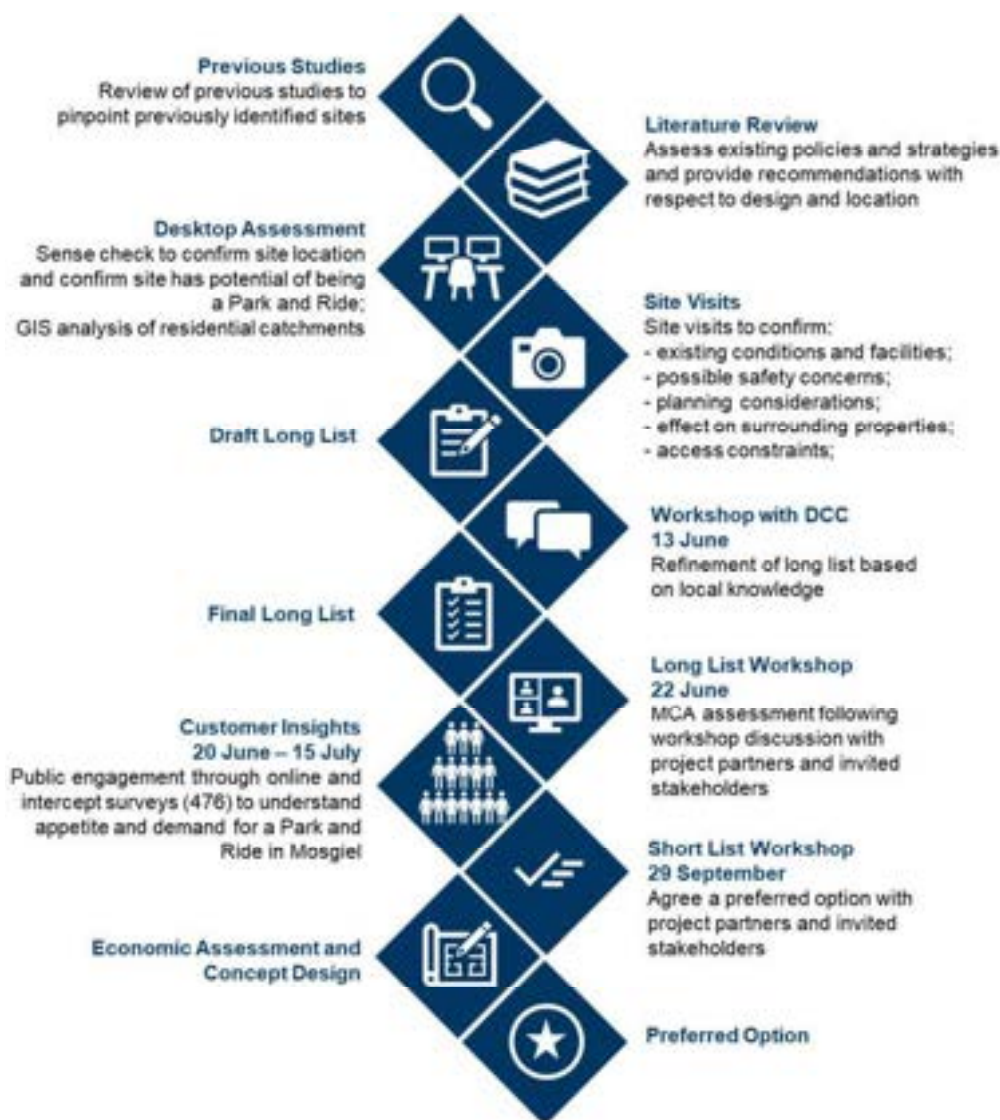 Previous Studies
Review of previous studies to
pinpoint previously identified sites
Literature Review
Assess existing policies and strategies
and provide recommendations with
respect to design and location
Desktop Assessment
Sense check to confirm site location
and confirm site has potential of being
a Park and Ride;
GIS analysis of residential catchments
Site Visits
Site visits to confirm:
- existing conditions and facilities;
- possible safety concerns;
- planning considerations;
- effect on surrounding properties;
- access constraints;
Draft Long List
Workshop with DCC
13 June
Refinement of long list based
on local knowledge
Final Long List
Long List Workshop
22 June
MCA assessment following
workshop discussion with
project partners and invited
stakeholders
Customer Insights
20 June – 15 July
Public engagement through online and
intercept surveys (476) to understand
appetite and demand for a Park and
Ride in Mosgiel
Short List Workshop
29 September
Agree a preferred option with
project partners and invited
stakeholders
Economic Assessment and
Concept Design
Preferred Option